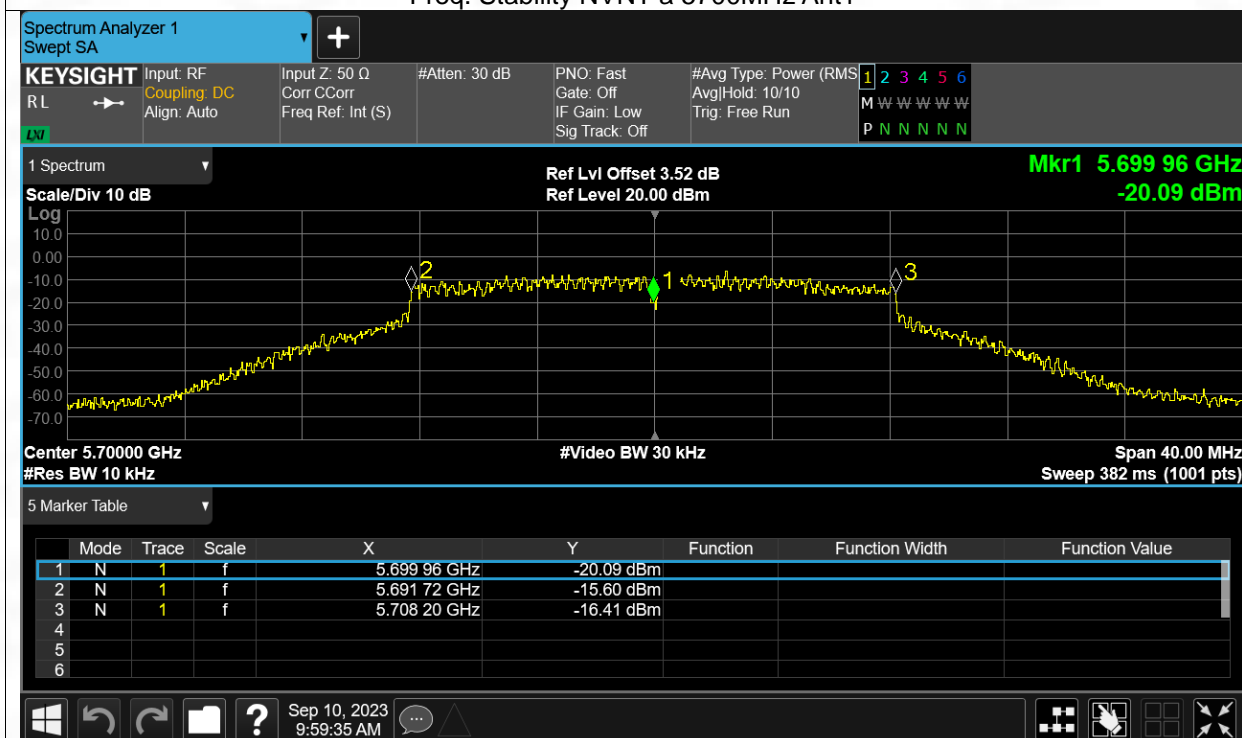 Freq. Stability NVNT a 5700MHz Ant1
Spectrum Analyzer 1
Swept SA
KEYSIGHT Input: RF Input Z: 50 Ω #Atten: 30 dB PNO: Fast #Avg Type: Power (RMS 1 2 3 4 5 6
RL Coupling: DC Corr CCorr Gate: Off Avg|Hold: 10/10 M W W W W W
Align: Auto Freq Ref: Int (S) IF Gain: Low Trig: Free Run
LXI Sig Track: Off P N N N N N
1 Spectrum Ref Lvl Offset 3.52 dB Mkr1 5.699 96 GHz
Scale/Div 10 dB Ref Level 20.00 dBm -20.09 dBm
Log
10.0
0.00
-10.0
2
3
1
-20.0
-30.0
-40.0
-50.0
-60.0
-70.0
Center 5.70000 GHz #Video BW 30 kHz Span 40.00 MHz
#Res BW 10 kHz Sweep 382 ms (1001 pts)
5 Marker Table
Mode Trace Scale X Y Function Function Width Function Value
1 N 1 f 5.699 96 GHz -20.09 dBm
2 N 1 f 5.691 72 GHz -15.60 dBm
3 N 1 f 5.708 20 GHz -16.41 dBm
4
5
6
? Sep 10, 2023
9:59:35 AM